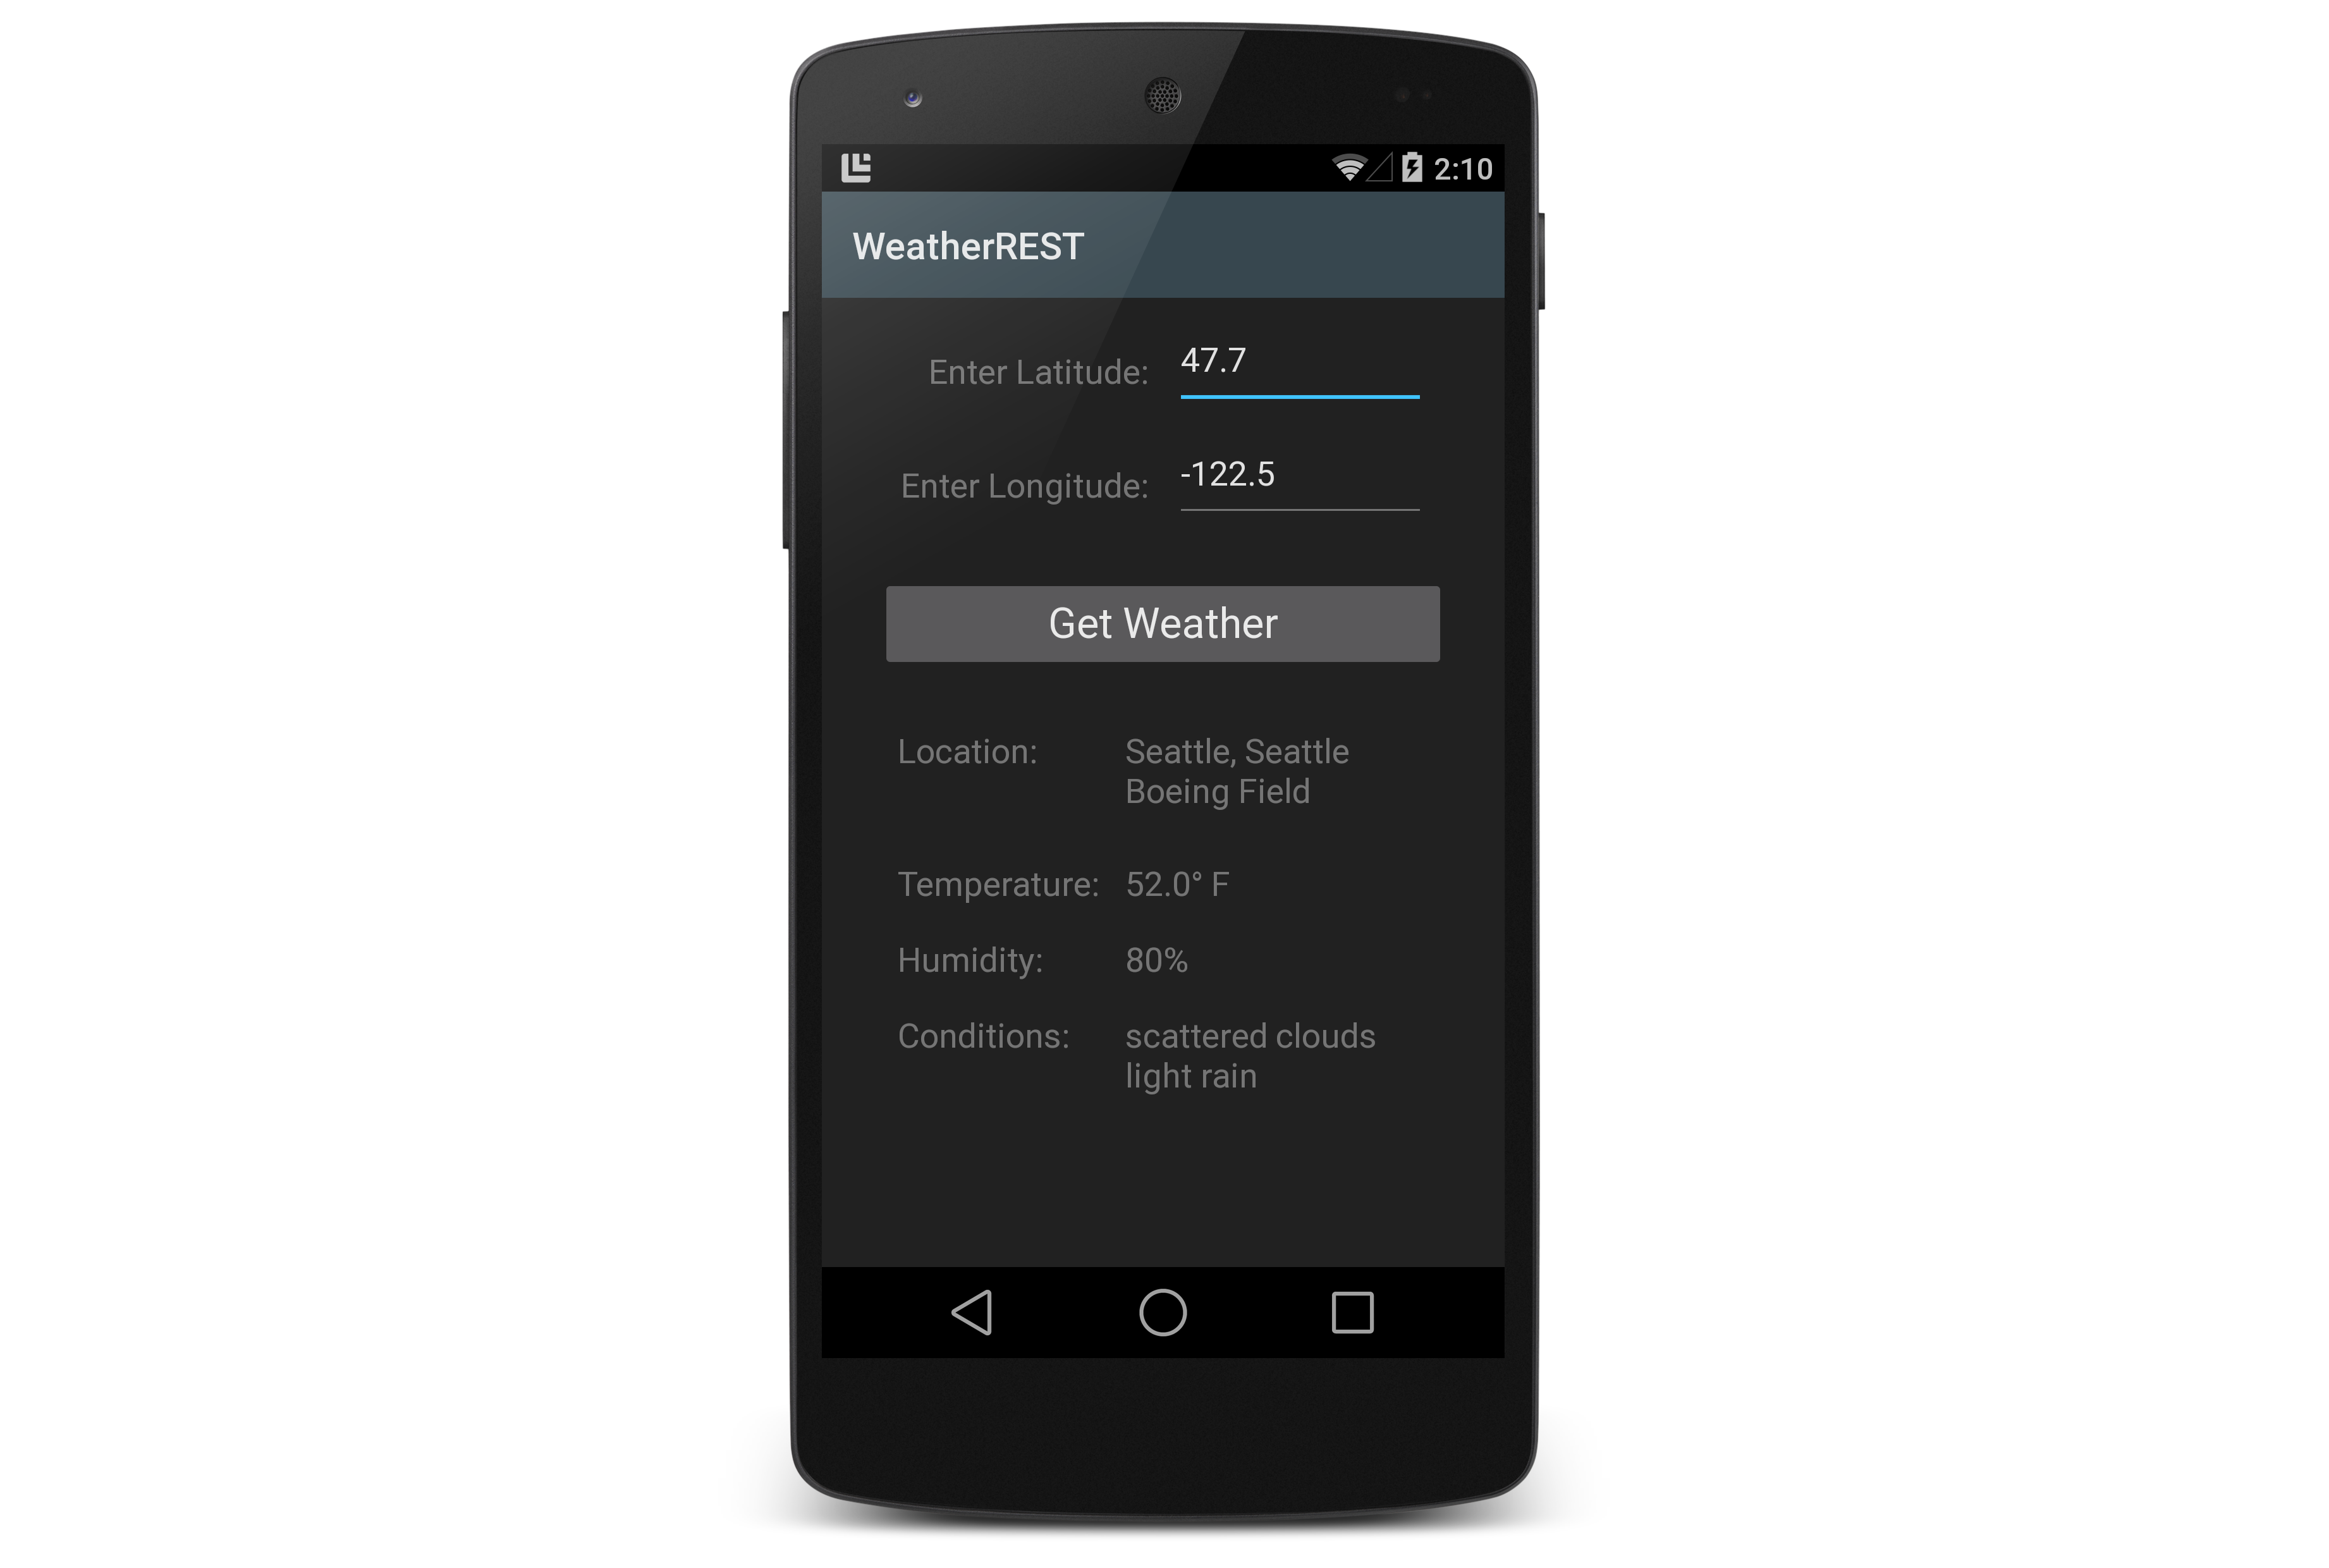 2:10
WeatherREST
Enter Latitude: 47.7
Enter Longitude: -122.5
Get Weather
Location: Seattle, Seattle
Boeing Field
Temperature: 52.0° F
Humidity: 80%
Conditions: scattered clouds
light rain